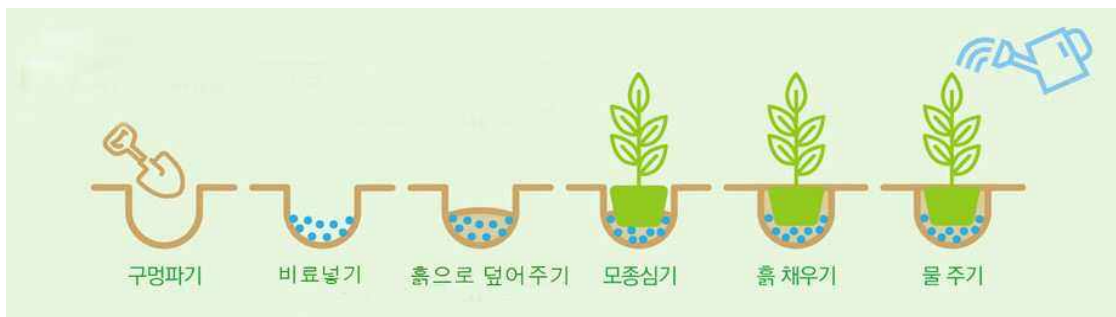 구멍파기
비료넣기
흙으로 덮어주기
모종심기
흙 채우기
물 주기